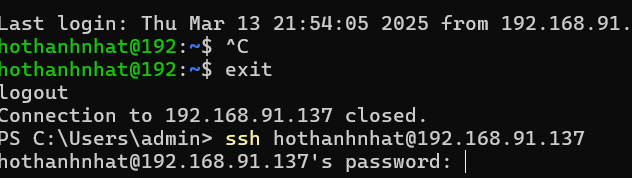 Last login: Thu Mar 13 21:54:05 2025 from 192.168.91.
hothanhnhat@192:~$ ^C
hothanhnhat@192:~$ exit
logout
Connection to 192.168.91.137 closed.
PS C:\Users\admin> ssh hothanhnhat@192.168.91.137
hothanhnhat@192.168.91.137's password: